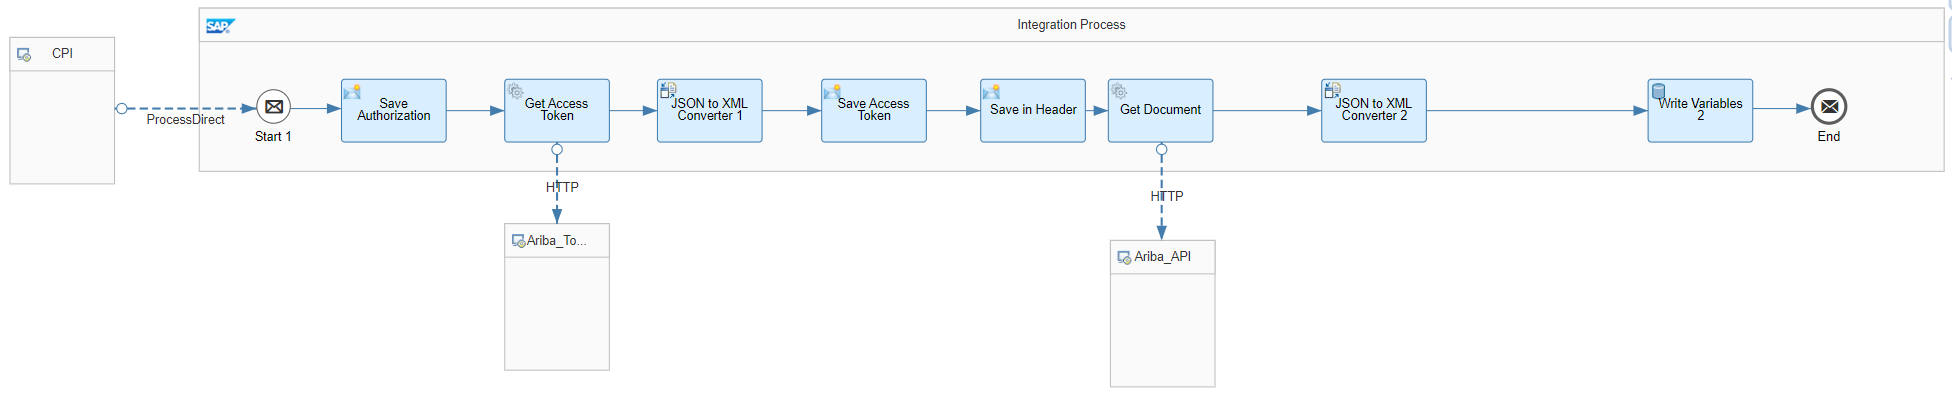 SAP
Integration Process
CPI
ProcessDirect
Start 1
Save
Authorization
Get Access
Token
JSON to XML
Converter 1
Save Access
Token
Save in Header
Get Document
JSON to XML
Converter 2
Write Variables
2
End
HTTP
HTTP
Ariba_To...
Ariba_API